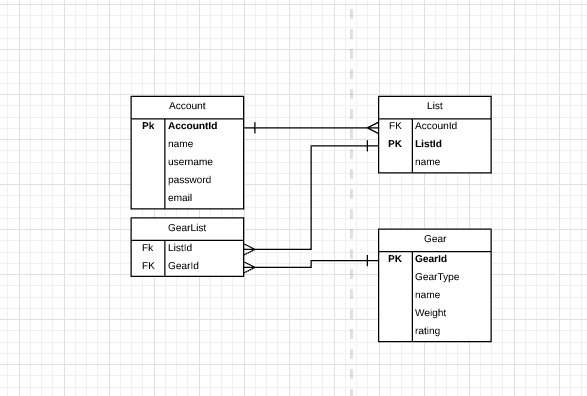 Account
Pk AccountId
name
username
password
email
List
FK AccounId
PK ListId
name
GearList
Fk ListId
FK GearId
Gear
PK GearId
GearType
name
Weight
rating